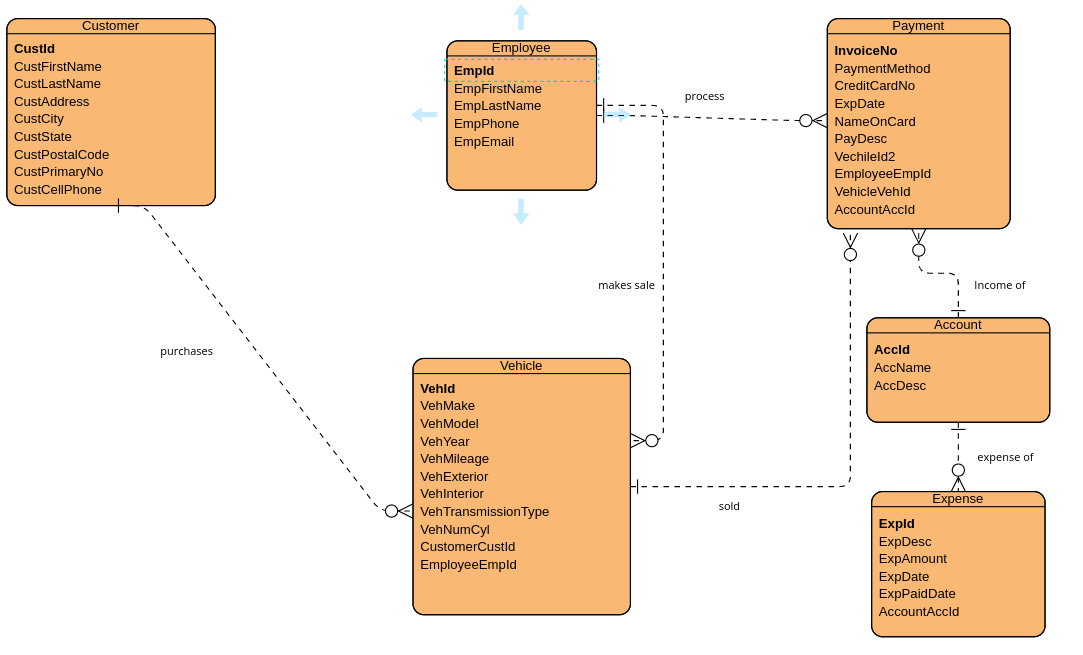 Customer
CustId
CustFirstName
CustLastName
CustAddress
CustCity
CustState
CustPostalCode
CustPrimaryNo
CustCellPhone
Employee
EmpId
EmpFirstName
EmpLastName
EmpPhone
EmpEmail
process
Payment
InvoiceNo
PaymentMethod
CreditCardNo
ExpDate
NameOnCard
PayDesc
VechileId2
EmployeeEmpId
VehicleVehId
AccountAccId
makes sale
Income of
purchases
Account
AccId
AccName
AccDesc
Vehicle
VehId
VehMake
VehModel
VehYear
VehMileage
VehExterior
VehInterior
VehTransmissionType
VehNumCyl
CustomerCustId
EmployeeEmpId
sold
expense of
Expense
ExpId
ExpDesc
ExpAmount
ExpDate
ExpPaidDate
AccountAccId